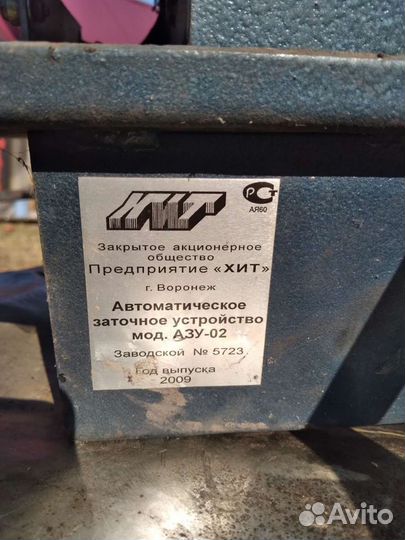 ХИТ
РСТ
АЯ60
Закрытое акционерное
общество
Предприятие «ХИТ»
г. Воронеж
Автоматическое
заточное устройство
мод. АЗУ-02
Заводской № 5723
Год выпуска
2009
Avito